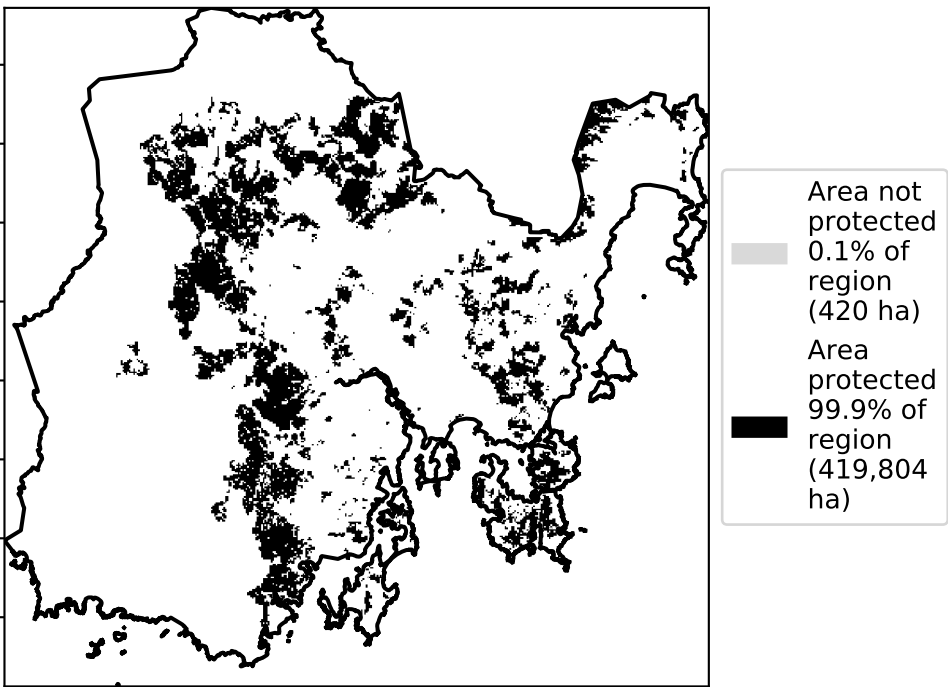 Area not
protected
0.1% of
region
(420 ha)
Area
protected
99.9% of
region
(419,804
ha)